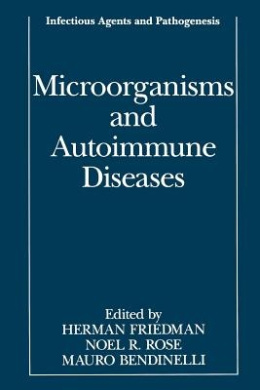 Infectious Agents and Pathogenesis
Microorganisms
and
Autoimmune
Diseases
Edited by
HERMAN FRIEDMAN
NOEL R. ROSE
MAURO BENDINELLI